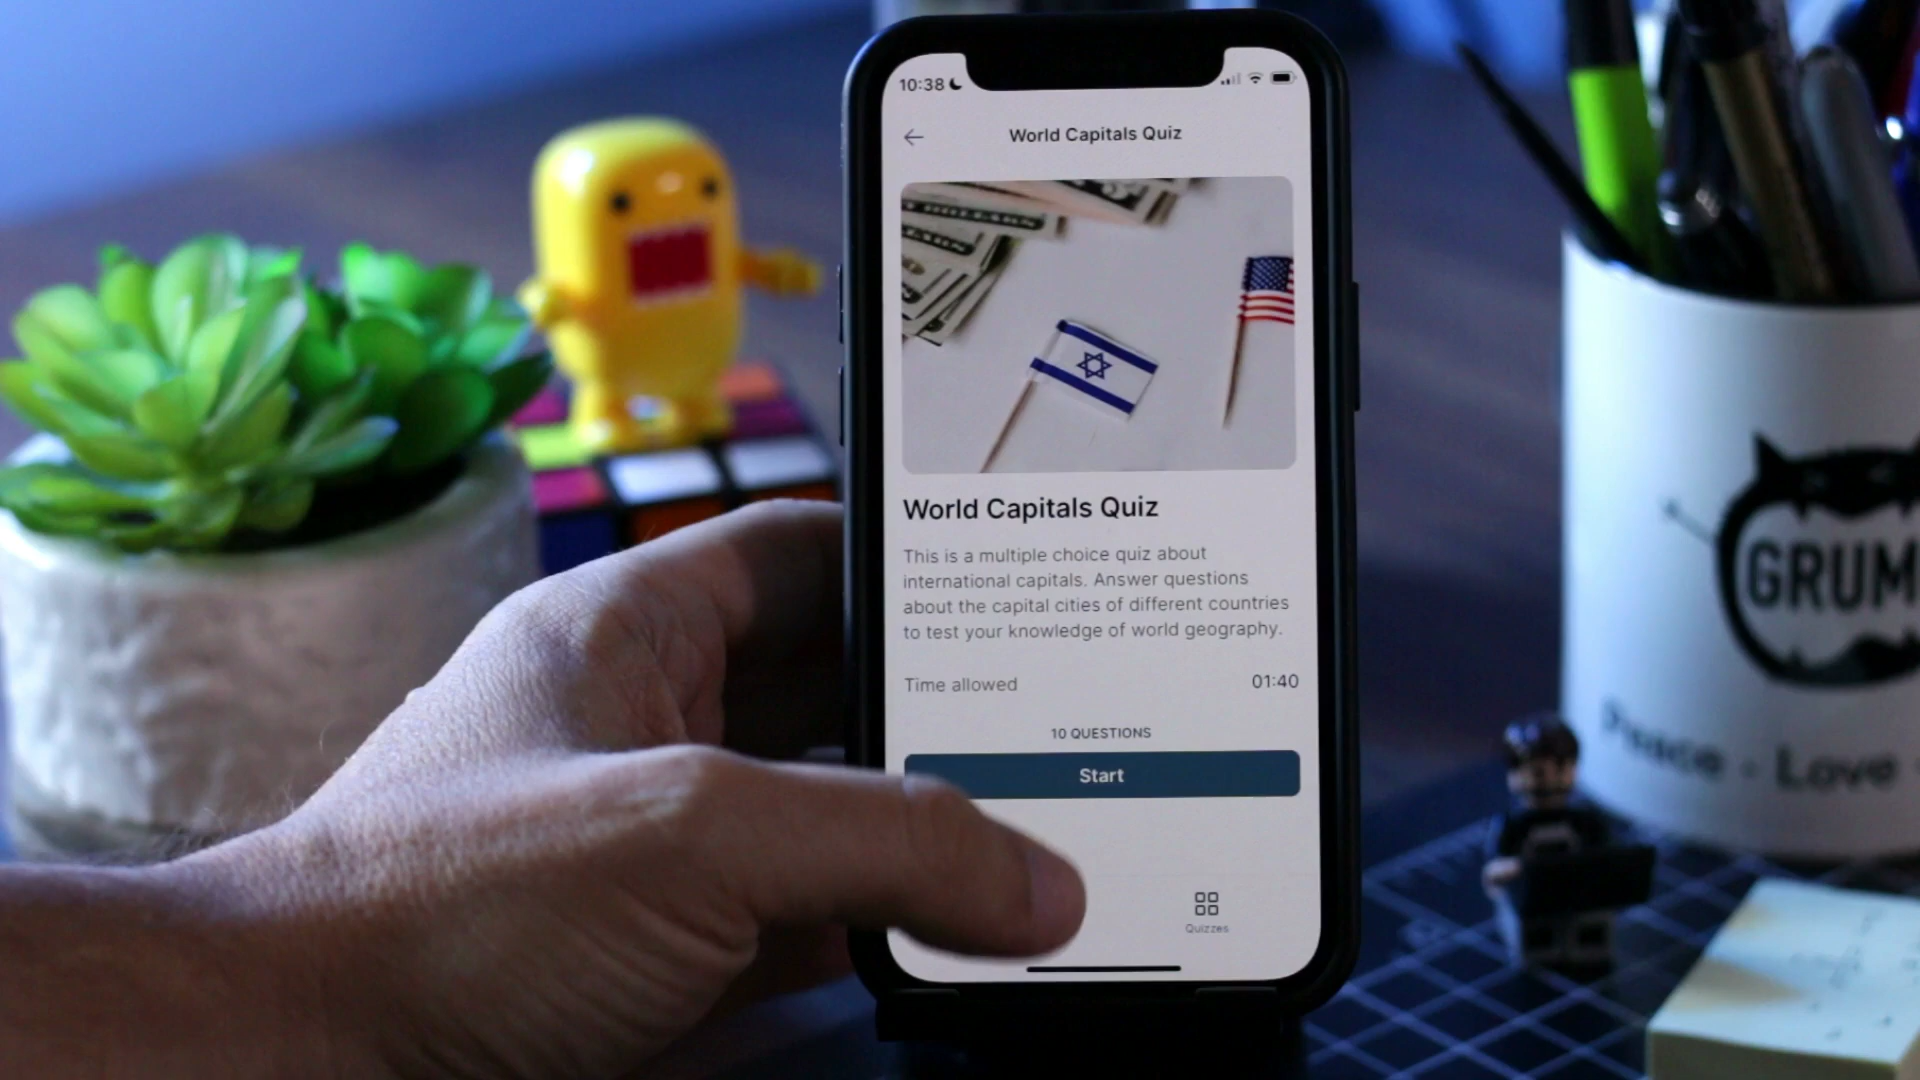 10:38
World Capitals Quiz
World Capitals Quiz
This is a multiple choice quiz about
international capitals. Answer questions
about the capital cities of different countries
to test your knowledge of world geography.
Time allowed 01:40
10 QUESTIONS
Start
Quizzes
GRUM
Peace - Love -